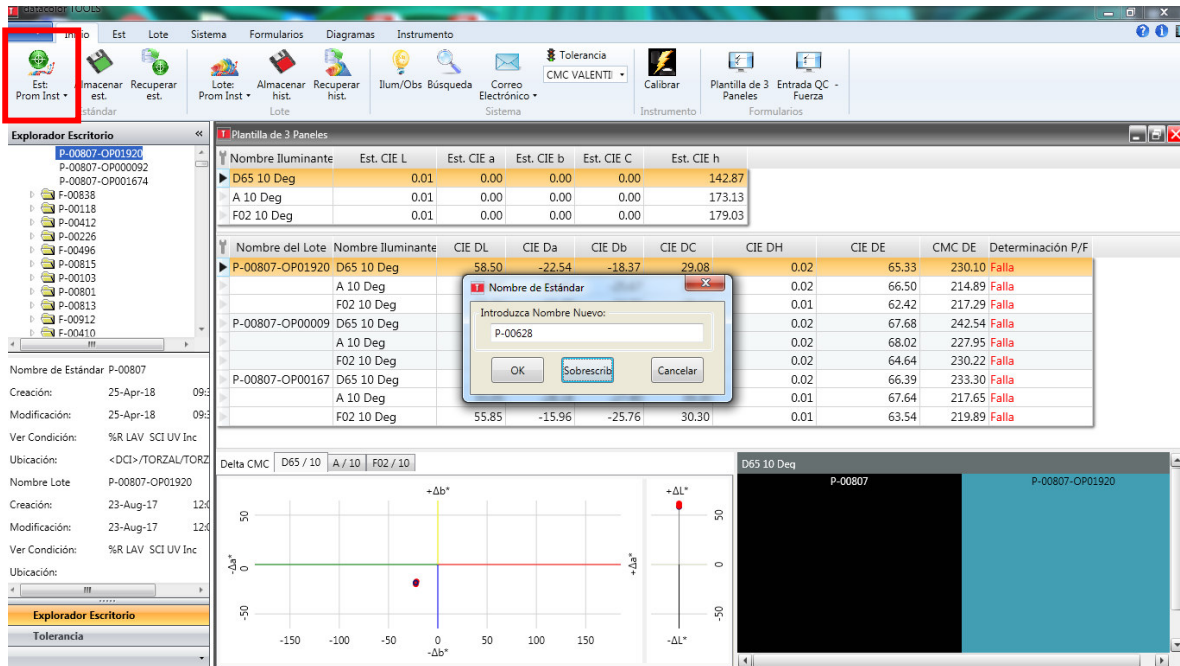 datacolor TOOLS
Inicio Est Lote Sistema Formularios Diagramas Instrumento
Est: Prom Inst
Almacenar est.
Recuperar est.
Lote: Prom Inst
Almacenar hist.
Recuperar hist.
Ilum/Obs
Búsqueda
Correo Electrónico
Tolerancia
CMC VALENTI
Calibrar
Plantilla de 3 Paneles
Entrada QC - Fuerza
Estándar Lote Sistema Instrumento Formularios
Explorador Escritorio «
P-00807-OP01920
P-00807-OP000092
P-00807-OP001674
F-00838
P-00118
P-00412
P-00226
F-00496
P-00815
P-00103
P-00801
P-00813
F-00912
F-00410
Nombre de Estándar P-00807
Creación: 25-Apr-18 09:3
Modificación: 25-Apr-18 09:3
Ver Condición: %R LAV SCI UV Inc
Ubicación: <DCI>/TORZAL/TORZ
Nombre Lote P-00807-OP01920
Creación: 23-Aug-17 12:0
Modificación: 23-Aug-17 12:0
Ver Condición: %R LAV SCI UV Inc
Ubicación:
Explorador Escritorio
Tolerancia
Plantilla de 3 Paneles
Nombre Iluminante Est. CIE L Est. CIE a Est. CIE b Est. CIE C Est. CIE h
D65 10 Deg 0.01 0.00 0.00 0.00 142.87
A 10 Deg 0.01 0.00 0.00 0.00 173.13
F02 10 Deg 0.01 0.00 0.00 0.00 179.03
Nombre del Lote Nombre Iluminante CIE DL CIE Da CIE Db CIE DC CIE DH CIE DE CMC DE Determinación P/F
P-00807-OP01920 D65 10 Deg 58.50 -22.54 -18.37 29.08 0.02 65.33 230.10 Falla
A 10 Deg 0.02 66.50 214.89 Falla
F02 10 Deg 0.01 62.42 217.29 Falla
P-00807-OP00009 D65 10 Deg 0.02 67.68 242.54 Falla
A 10 Deg 0.02 68.02 227.95 Falla
F02 10 Deg 0.02 64.64 230.22 Falla
P-00807-OP00167 D65 10 Deg 0.02 66.39 233.30 Falla
A 10 Deg 0.02 67.64 217.65 Falla
F02 10 Deg 55.85 -15.96 -25.76 30.30 0.01 63.54 219.89 Falla
Nombre de Estándar
Introduzca Nombre Nuevo:
P-00628
OK Sobrescrib Cancelar
Delta CMC D65 / 10 A / 10 F02 / 10
+Δb*
50
-Δa* 0 +Δa*
-50
-150 -100 -50 0 50 100 150
-Δb*
+ΔL*
50
0
-50
-ΔL*
D65 10 Deg
P-00807 P-00807-OP01920